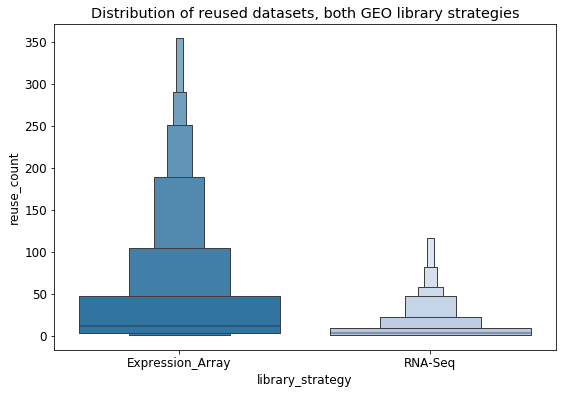 Distribution of reused datasets, both GEO library strategies
reuse_count
350
300
250
200
150
100
50
0
Expression_Array RNA-Seq
library_strategy